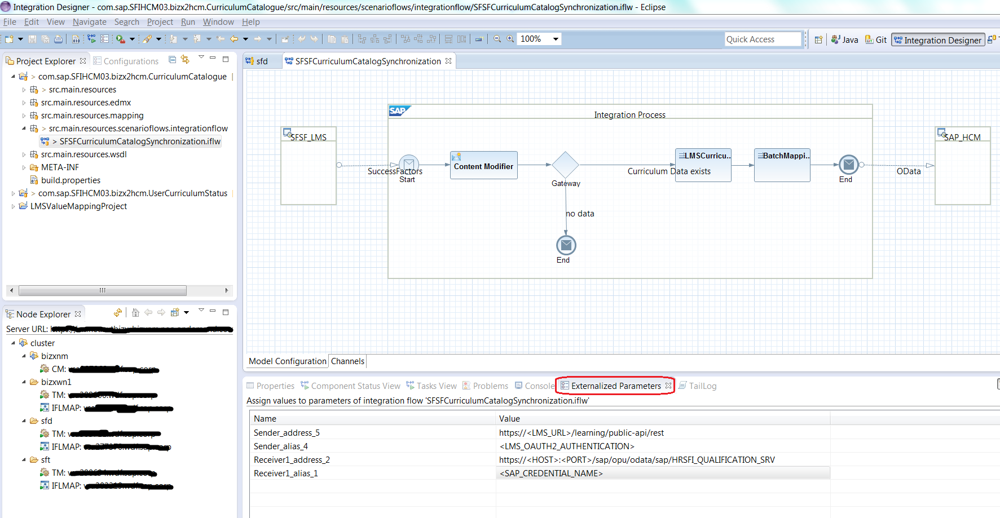 Integration Designer - com.sap.SFIHCM03.bizx2hcm.CurriculumCatalogue/src/main/resources/scenarioflows/integrationflow/SFSFCurriculumCatalogSynchronization.iflw - Eclipse
File Edit View Navigate Search Project Run Window Help
100% Quick Access Java Git Integration Designer
Project Explorer Configurations
> com.sap.SFIHCM03.bizx2hcm.CurriculumCatalogue
> src.main.resources
src.main.resources.edmx
src.main.resources.mapping
> src.main.resources.scenarioflows.integrationflow
> SFSFCurriculumCatalogSynchronization.iflw
src.main.resources.wsdl
META-INF
build.properties
> com.sap.SFIHCM03.bizx2hcm.UserCurriculumStatus
LMSValueMappingProject
Node Explorer
Server URL:
cluster
bizxnm
CM:
bizxwn1
TM:
IFLMAP:
sfd
TM:
IFLMAP:
sft
TM:
IFLMAP:
sfd SFSFCurriculumCatalogSynchronization
SAP
Integration Process
SFSF_LMS
SuccessFactors
Start
Content Modifier
Gateway
Curriculum Data exists
LMSCurricu..
BatchMappi..
End
OData
SAP_HCM
no data
End
Model Configuration Channels
Properties Component Status View Tasks View Problems Console Externalized Parameters TailLog
Assign values to parameters of integration flow 'SFSFCurriculumCatalogSynchronization.iflw'
Name Value
Sender_address_5 https://<LMS_URL>/learning/public-api/rest
Sender_alias_4 <LMS_OAUTH2_AUTHENTICATION>
Receiver1_address_2 https://<HOST>:<PORT>/sap/opu/odata/sap/HRSFI_QUALIFICATION_SRV
Receiver1_alias_1 <SAP_CREDENTIAL_NAME>